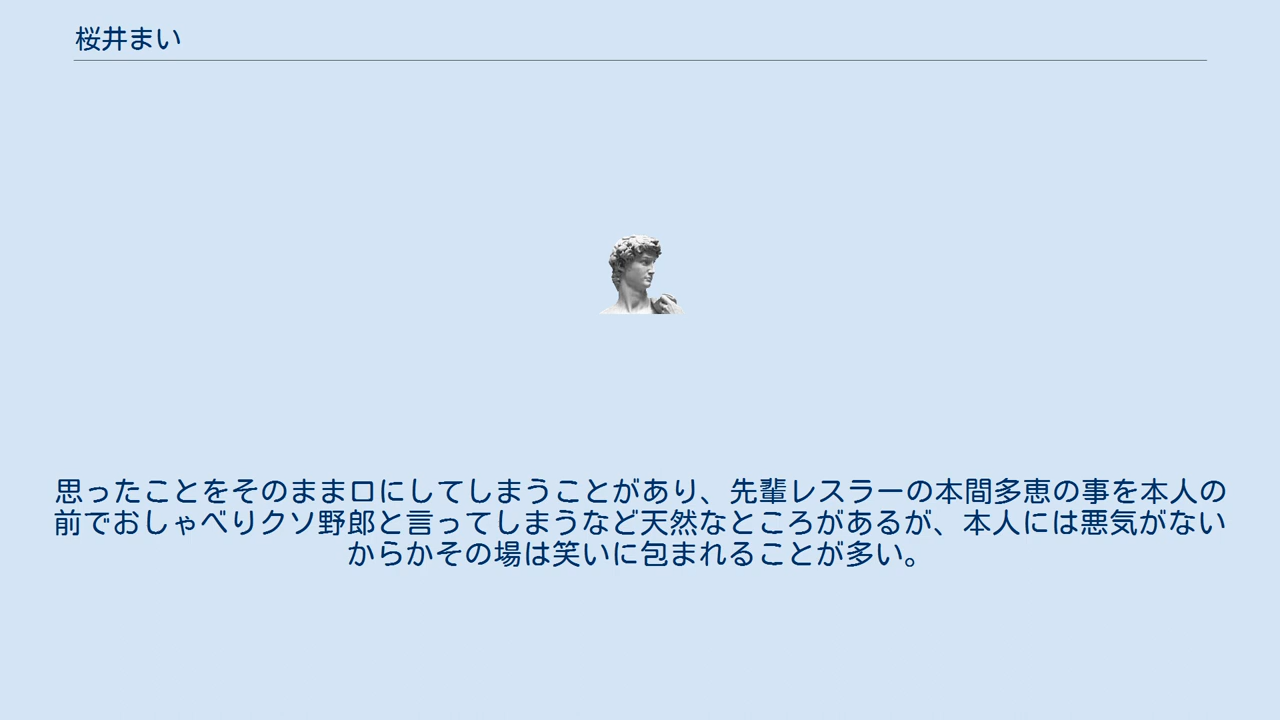 桜井まい
思ったことをそのまま口にしてしまうことがあり、先輩レスラーの本間多恵の事を本人の
前でおしゃべりクソ野郎と言ってしまうなど天然なところがあるが、本人には悪気がない
からかその場は笑いに包まれることが多い。